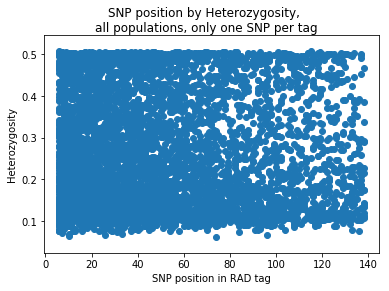 SNP position by Heterozygosity,
all populations, only one SNP per tag
0.5
0.4
0.3
0.2
0.1
Heterozygosity
0 20 40 60 80 100 120 140
SNP position in RAD tag